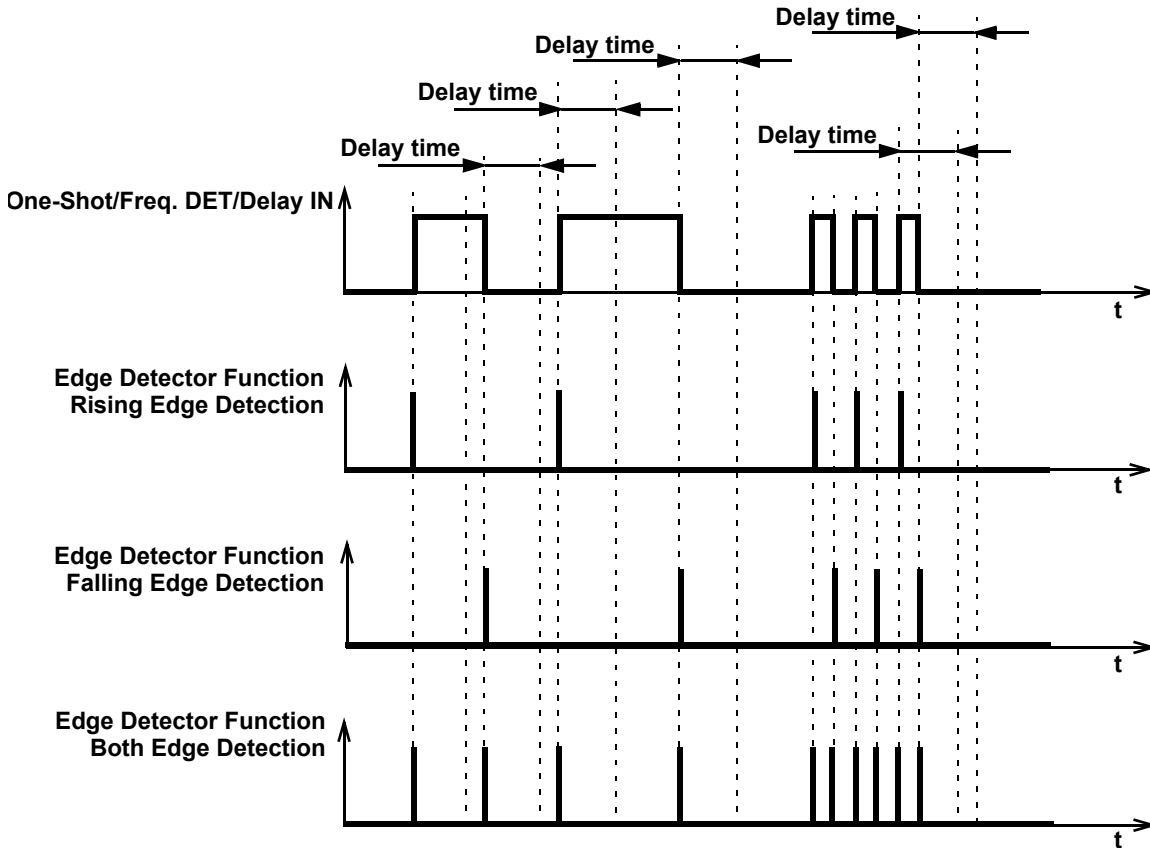 Delay time
Delay time
Delay time
Delay time
Delay time
One-Shot/Freq. DET/Delay IN
t
Edge Detector Function
Rising Edge Detection
t
Edge Detector Function
Falling Edge Detection
t
Edge Detector Function
Both Edge Detection
t